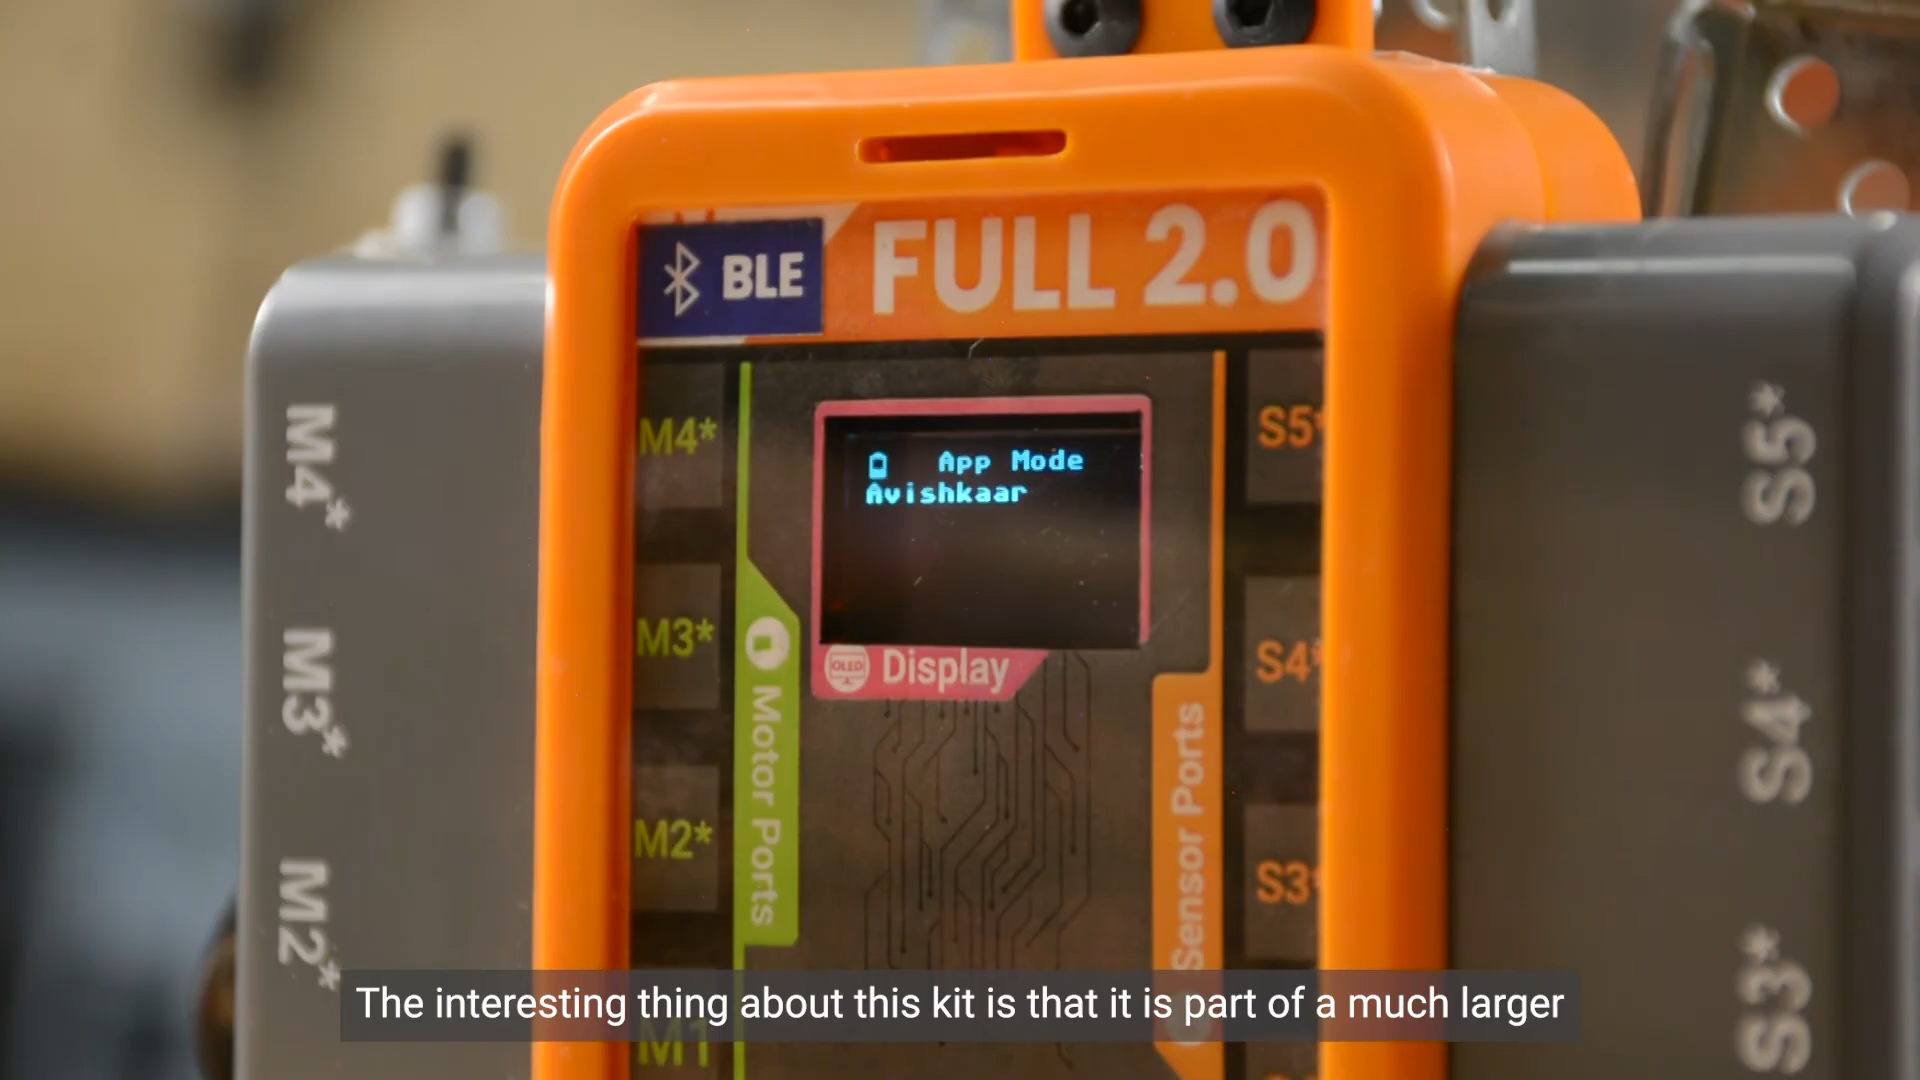 BLE
FULL 2.0
M4*
M3*
M2*
M4*
M3*
M2*
M1
App Mode
Avishkaar
OLED
Display
Motor Ports
Sensor Ports
S5*
S4*
S3*
S5*
S4*
S3*
The interesting thing about this kit is that it is part of a much larger